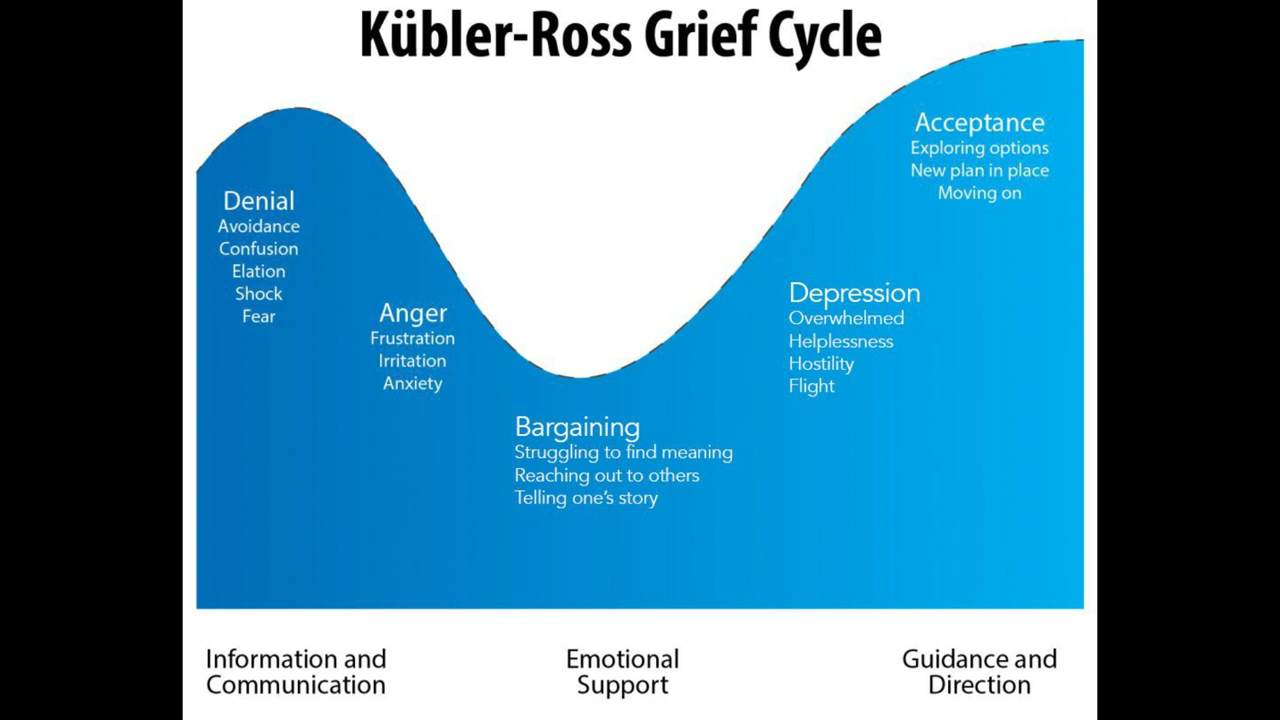 Kübler-Ross Grief Cycle
Denial
Avoidance
Confusion
Elation
Shock
Fear
Anger
Frustration
Irritation
Anxiety
Bargaining
Struggling to find meaning
Reaching out to others
Telling one's story
Depression
Overwhelmed
Helplessness
Hostility
Flight
Acceptance
Exploring options
New plan in place
Moving on
Information and
Communication
Emotional
Support
Guidance and
Direction